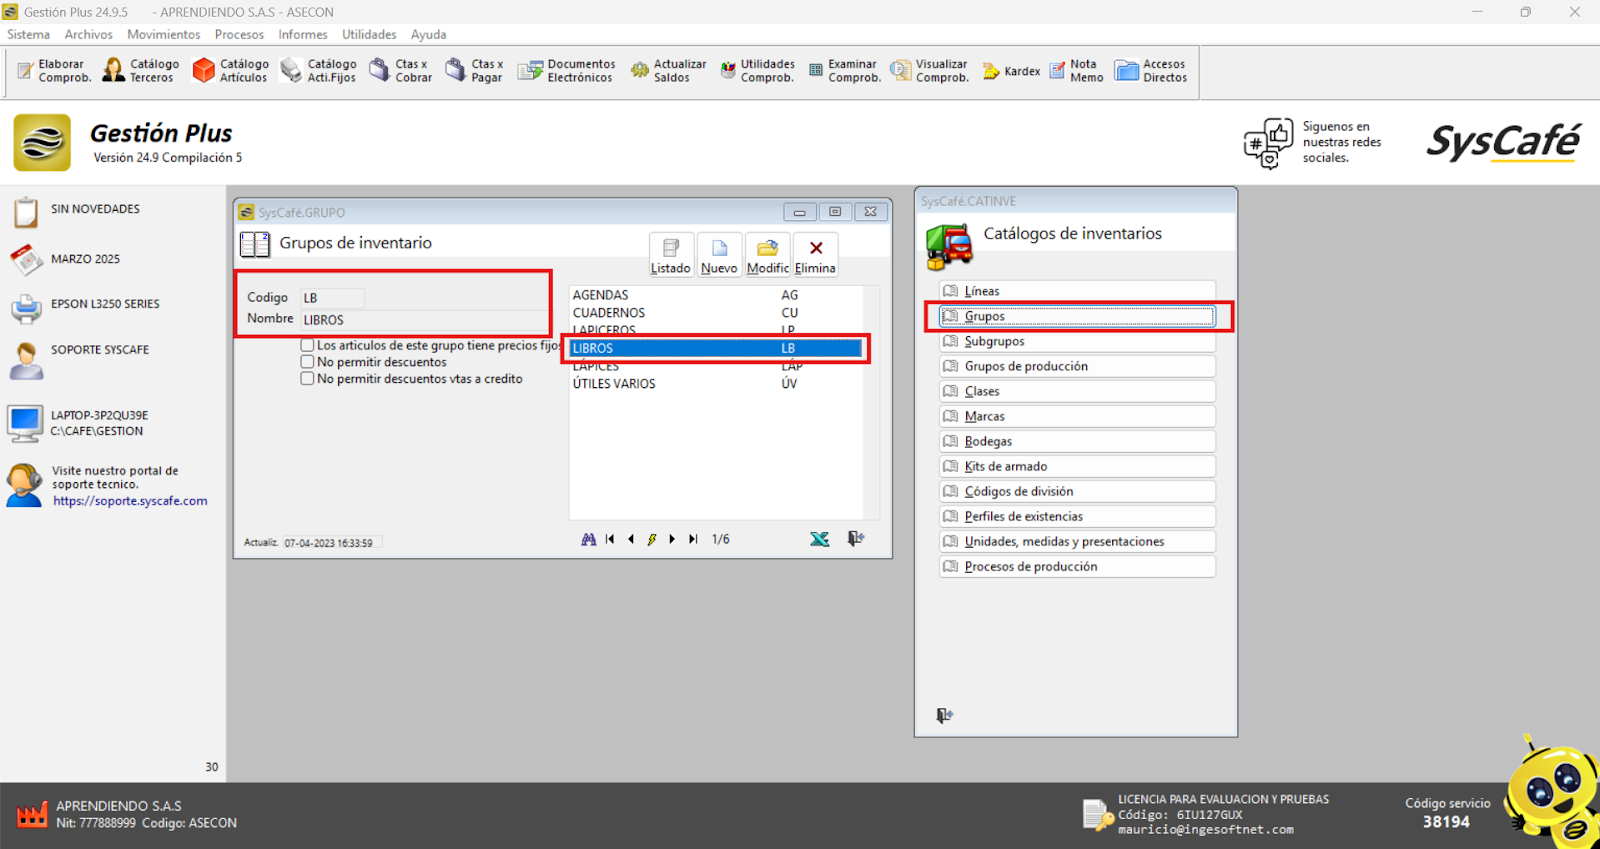 Gestión Plus 24.9.5 - APRENDIENDO S.A.S - ASECON
Sistema Archivos Movimientos Procesos Informes Utilidades Ayuda
Elaborar Comprob.
Catálogo Terceros
Catálogo Artículos
Catálogo Acti.Fijos
Ctas x Cobrar
Ctas x Pagar
Documentos Electrónicos
Actualizar Saldos
Utilidades Comprob.
Examinar Comprob.
Visualizar Comprob.
Kardex
Nota Memo
Accesos Directos
Gestión Plus
Versión 24.9 Compilación 5
Siguenos en
nuestras redes
sociales.
SysCafé
SIN NOVEDADES
MARZO 2025
EPSON L3250 SERIES
SOPORTE SYSCAFE
LAPTOP-3P2QU39E
C:\CAFE\GESTION
Visite nuestro portal de
soporte tecnico.
https://soporte.syscafe.com
30
SysCafé.GRUPO
Grupos de inventario
Listado Nuevo Modific Elimina
Codigo LB
Nombre LIBROS
Los articulos de este grupo tiene precios fijos
No permitir descuentos
No permitir descuentos vtas a credito
AGENDAS AG
CUADERNOS CU
LAPICEROS LP
LIBROS LB
LÁPICES LÁP
ÚTILES VARIOS ÚV
Actualiz. 07-04-2023 16:33:59
1/6
SysCafé.CATINVE
Catálogos de inventarios
Líneas
Grupos
Subgrupos
Grupos de producción
Clases
Marcas
Bodegas
Kits de armado
Códigos de división
Perfiles de existencias
Unidades, medidas y presentaciones
Procesos de producción
APRENDIENDO S.A.S
Nit: 777888999 Codigo: ASECON
LICENCIA PARA EVALUACION Y PRUEBAS
Código: 6IU127GUX
mauricio@ingesoftnet.com
Código servicio
38194